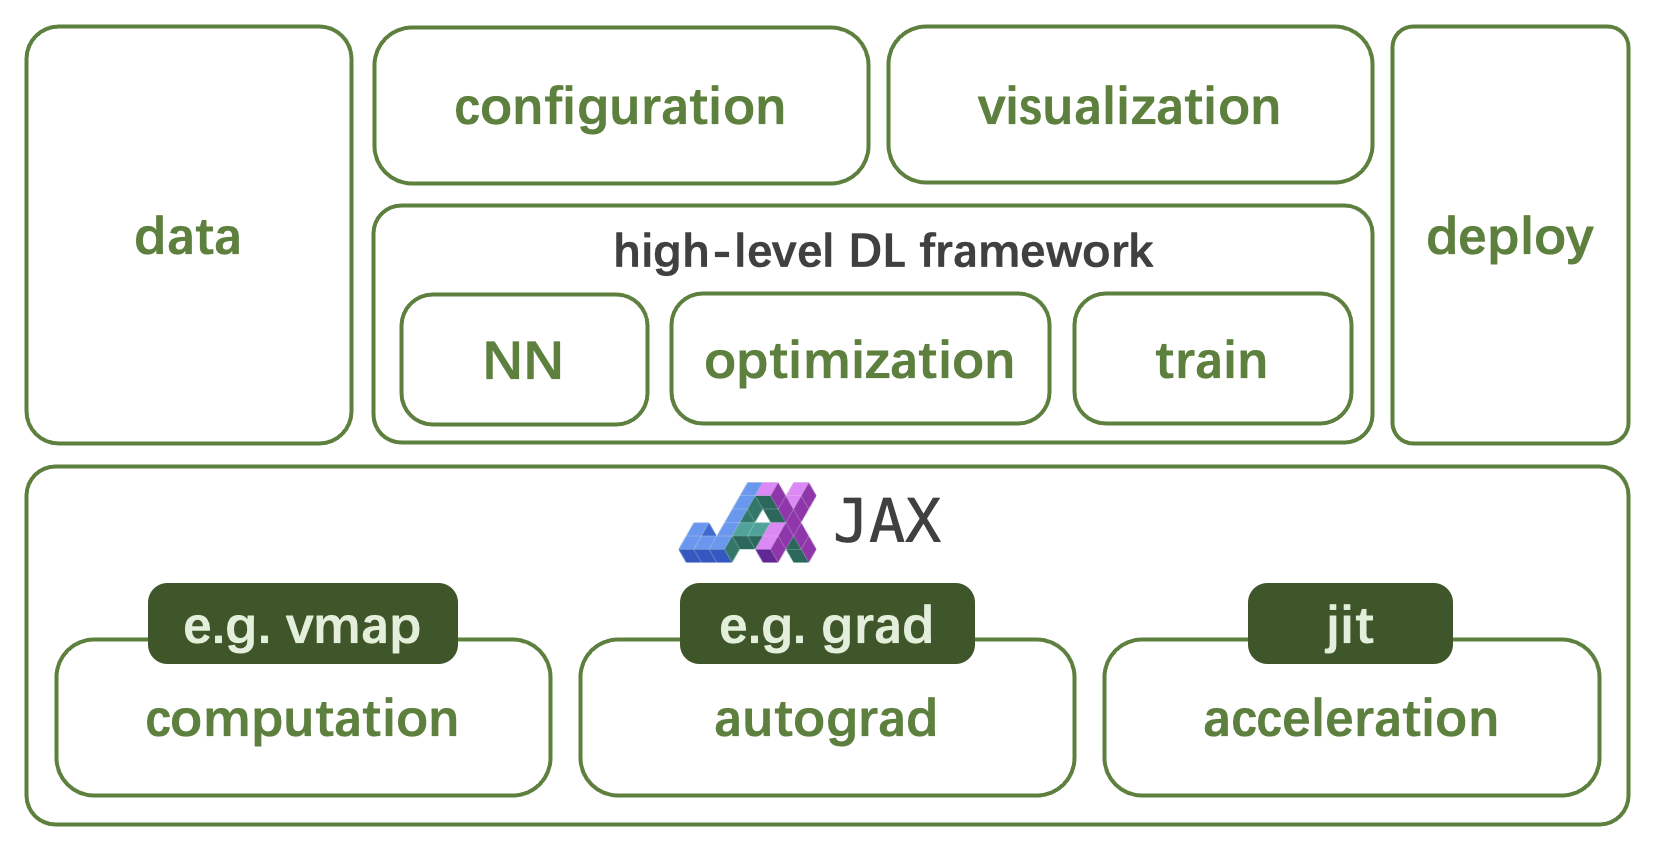 data
configuration
visualization
deploy
high-level DL framework
NN
optimization
train
JAX
e.g. vmap
computation
e.g. grad
autograd
jit
acceleration